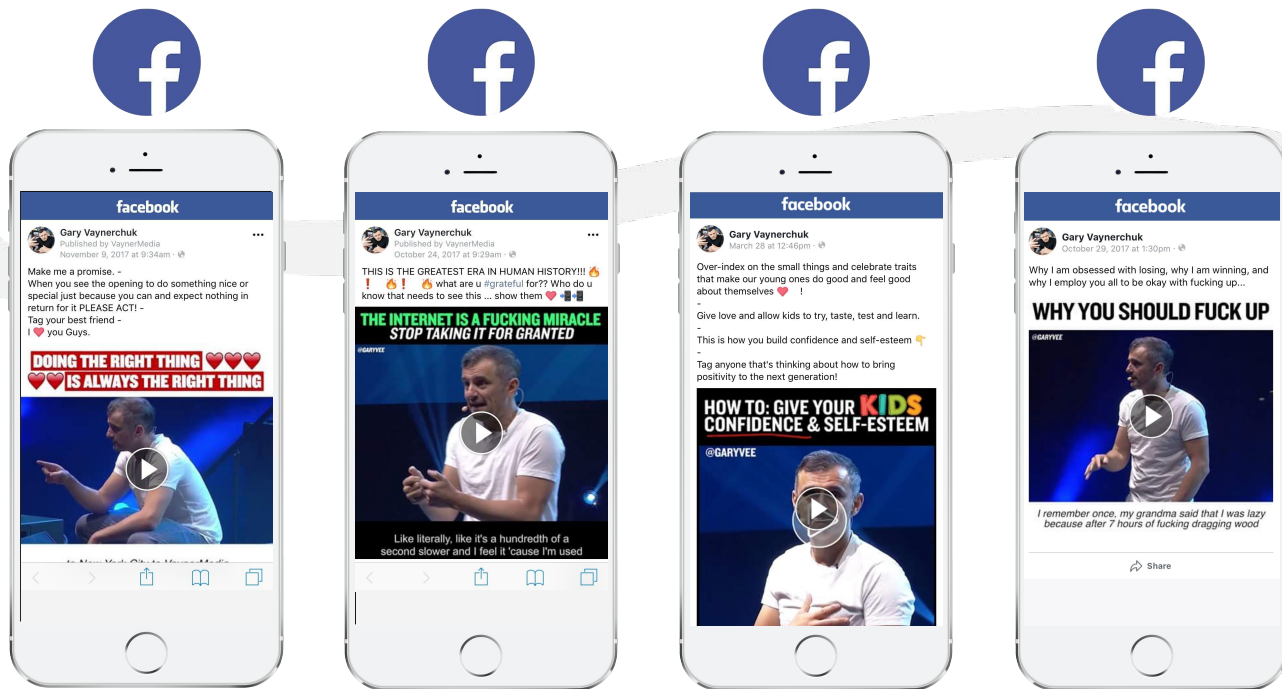 facebook
Gary Vaynerchuk
Published by VaynerMedia
November 9, 2017 at 9:34am ·
Make me a promise. -
When you see the opening to do something nice or
special just because you can and expect nothing in
return for it PLEASE ACT! -
Tag your best friend -
I ❤️ you Guys.
DOING THE RIGHT THING ❤️❤️❤️
❤️❤️ IS ALWAYS THE RIGHT THING
to New York City to VaynerMedia
facebook
Gary Vaynerchuk
Published by VaynerMedia
October 24, 2017 at 9:29am ·
THIS IS THE GREATEST ERA IN HUMAN HISTORY!!! 🔥
❗ 🔥❗ 🔥 what are u #grateful for?? Who do u
know that needs to see this ... show them ❤️ 📲📲
THE INTERNET IS A FUCKING MIRACLE
STOP TAKING IT FOR GRANTED
@GARYVEE
Like literally, like it's a hundredth of a
second slower and I feel it 'cause I'm used
facebook
Gary Vaynerchuk
March 28 at 12:46pm ·
Over-index on the small things and celebrate traits
that make our young ones do good and feel good
about themselves ❤️ !
-
Give love and allow kids to try, taste, test and learn.
-
This is how you build confidence and self-esteem 👇
-
Tag anyone that's thinking about how to bring
positivity to the next generation!
HOW TO: GIVE YOUR KIDS
CONFIDENCE & SELF-ESTEEM
@GARYVEE
facebook
Gary Vaynerchuk
October 29, 2017 at 1:30pm ·
Why I am obsessed with losing, why I am winning, and
why I employ you all to be okay with fucking up...
WHY YOU SHOULD FUCK UP
@GARYVEE
I remember once, my grandma said that I was lazy
because after 7 hours of fucking dragging wood
Share